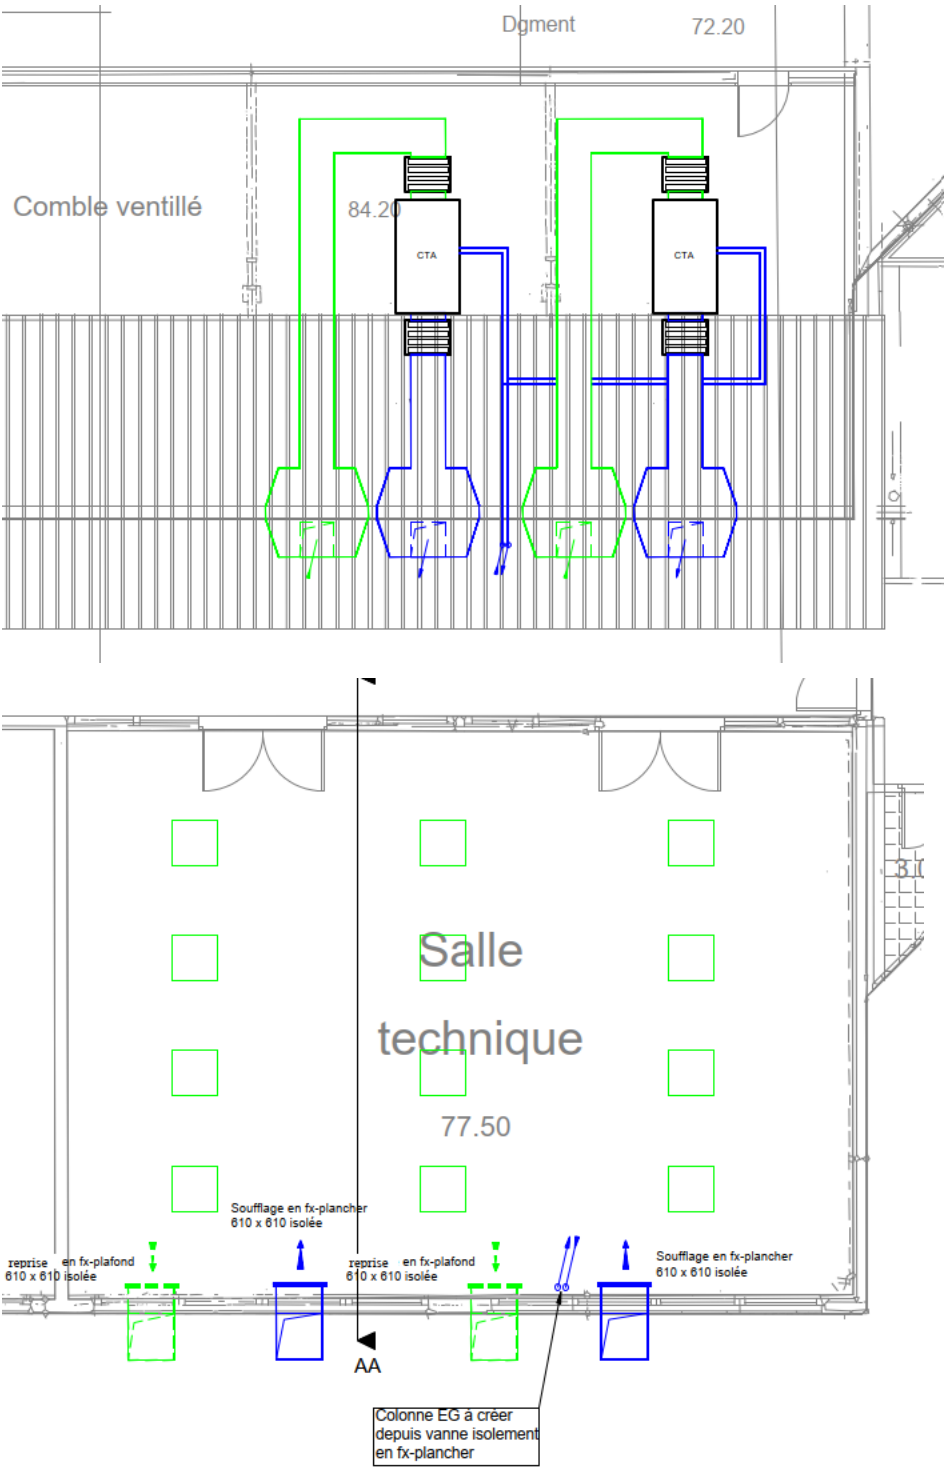 Dgment
72.20
Comble ventillé
84.20
CTA
CTA
Salle
technique
77.50
Soufflage en fx-plancher
610 x 610 isolée
reprise en fx-plafond
610 x 610 isolée
reprise en fx-plafond
610 x 610 isolée
Soufflage en fx-plancher
610 x 610 isolée
AA
Colonne EG à créer
depuis vanne isolement
en fx-plancher